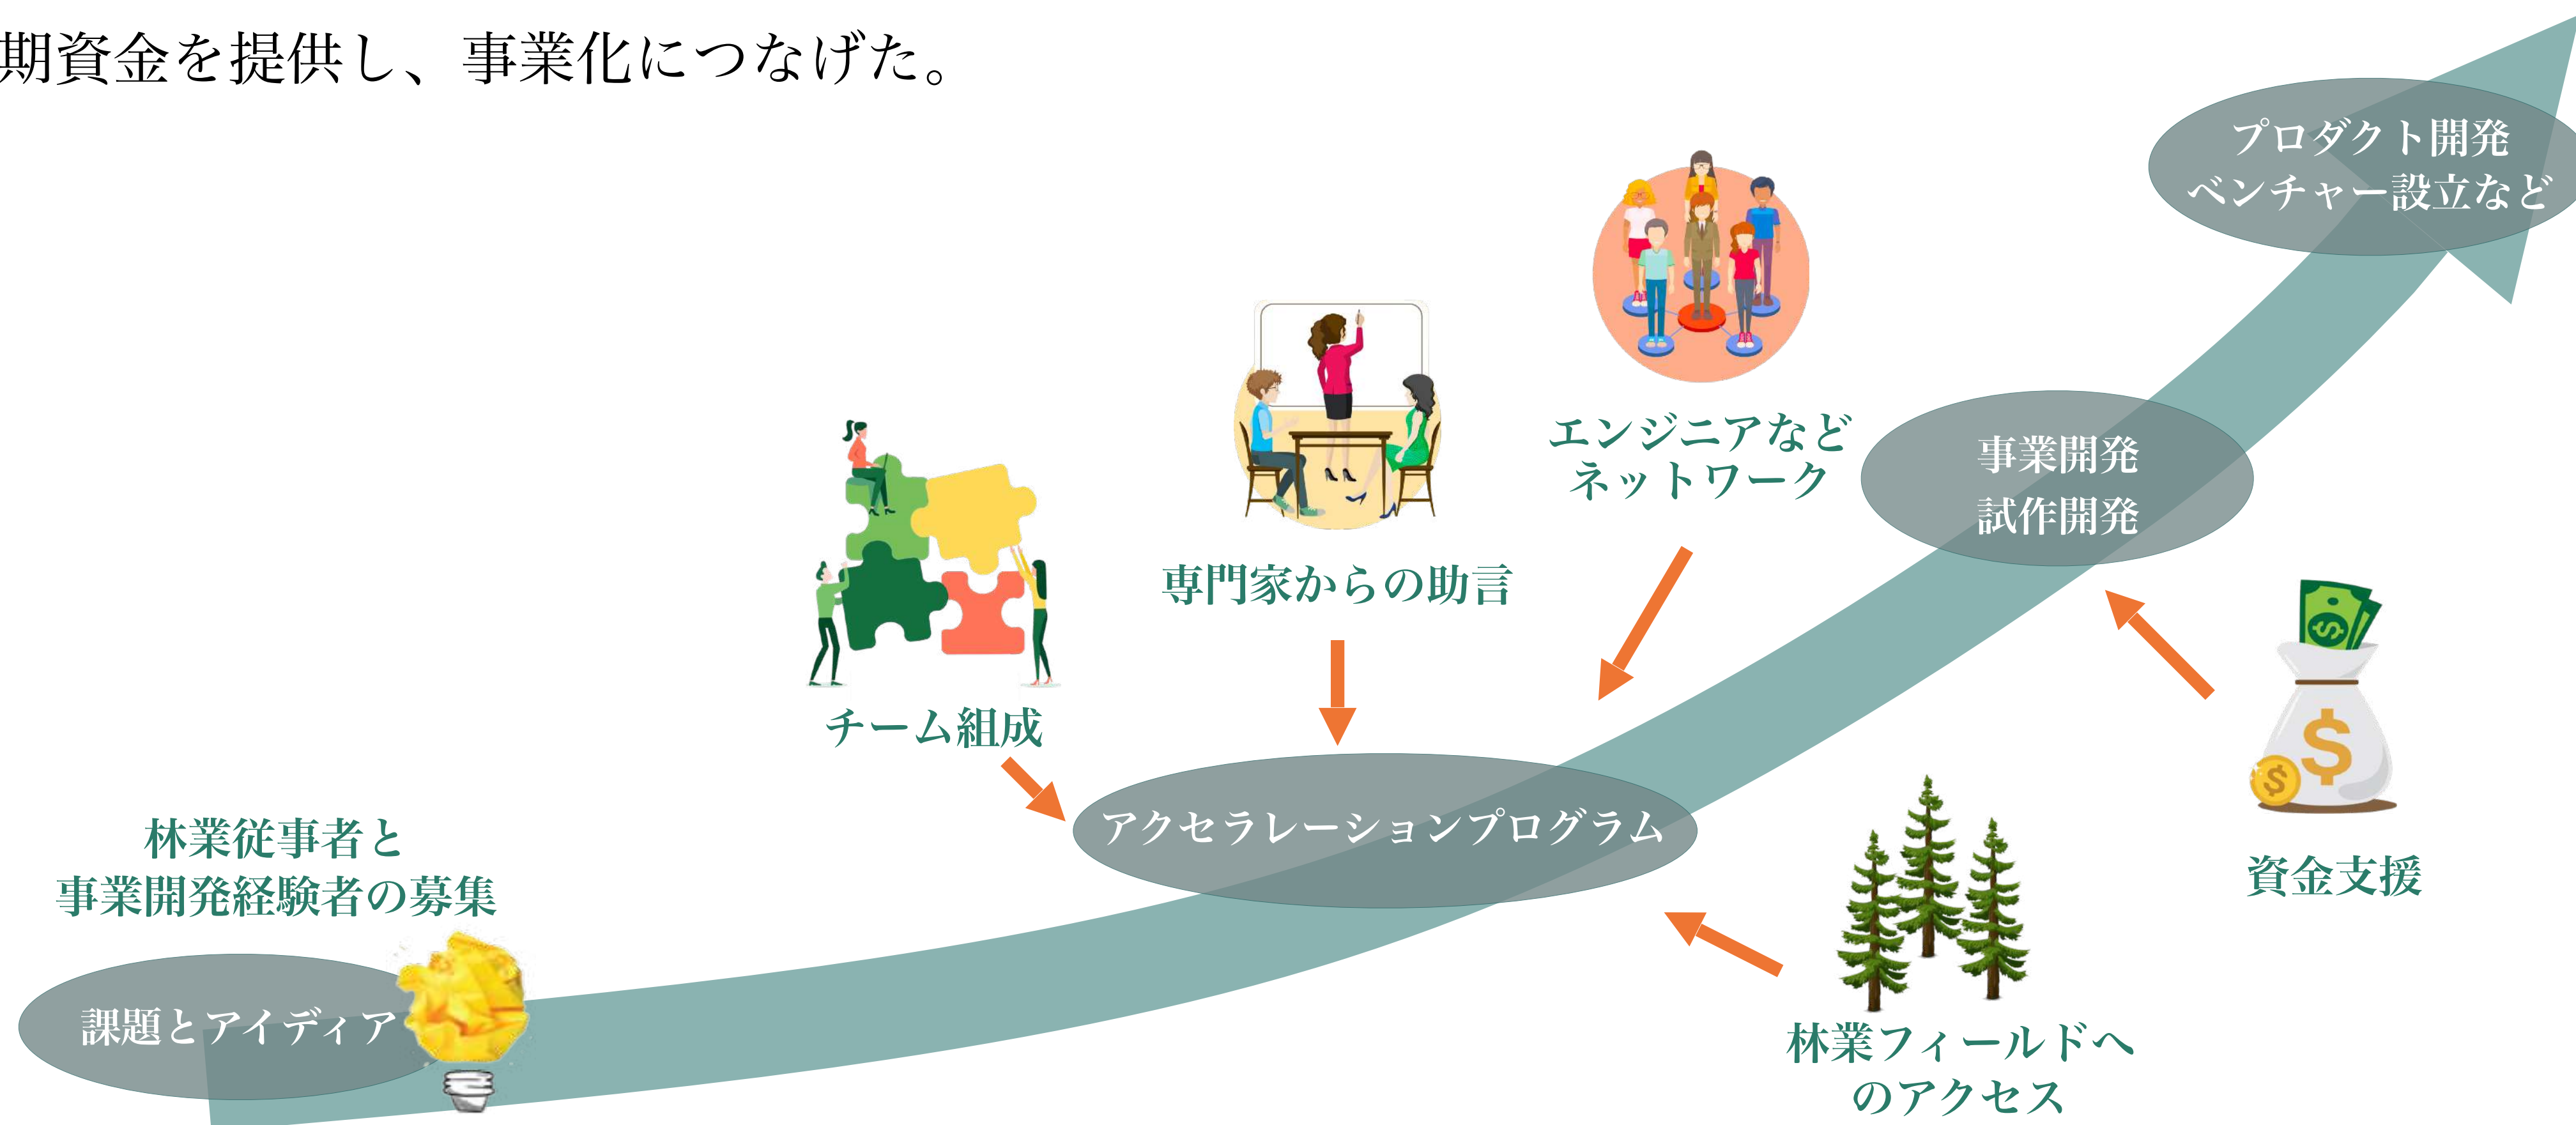 期資金を提供し、事業化につなげた。
プロダクト開発
ベンチャー設立など
エンジニアなど
ネットワーク
事業開発
試作開発
専門家からの助言
チーム組成
アクセラレーションプログラム
林業従事者と
事業開発経験者の募集
課題とアイディア
資金支援
林業フィールドへ
のアクセス